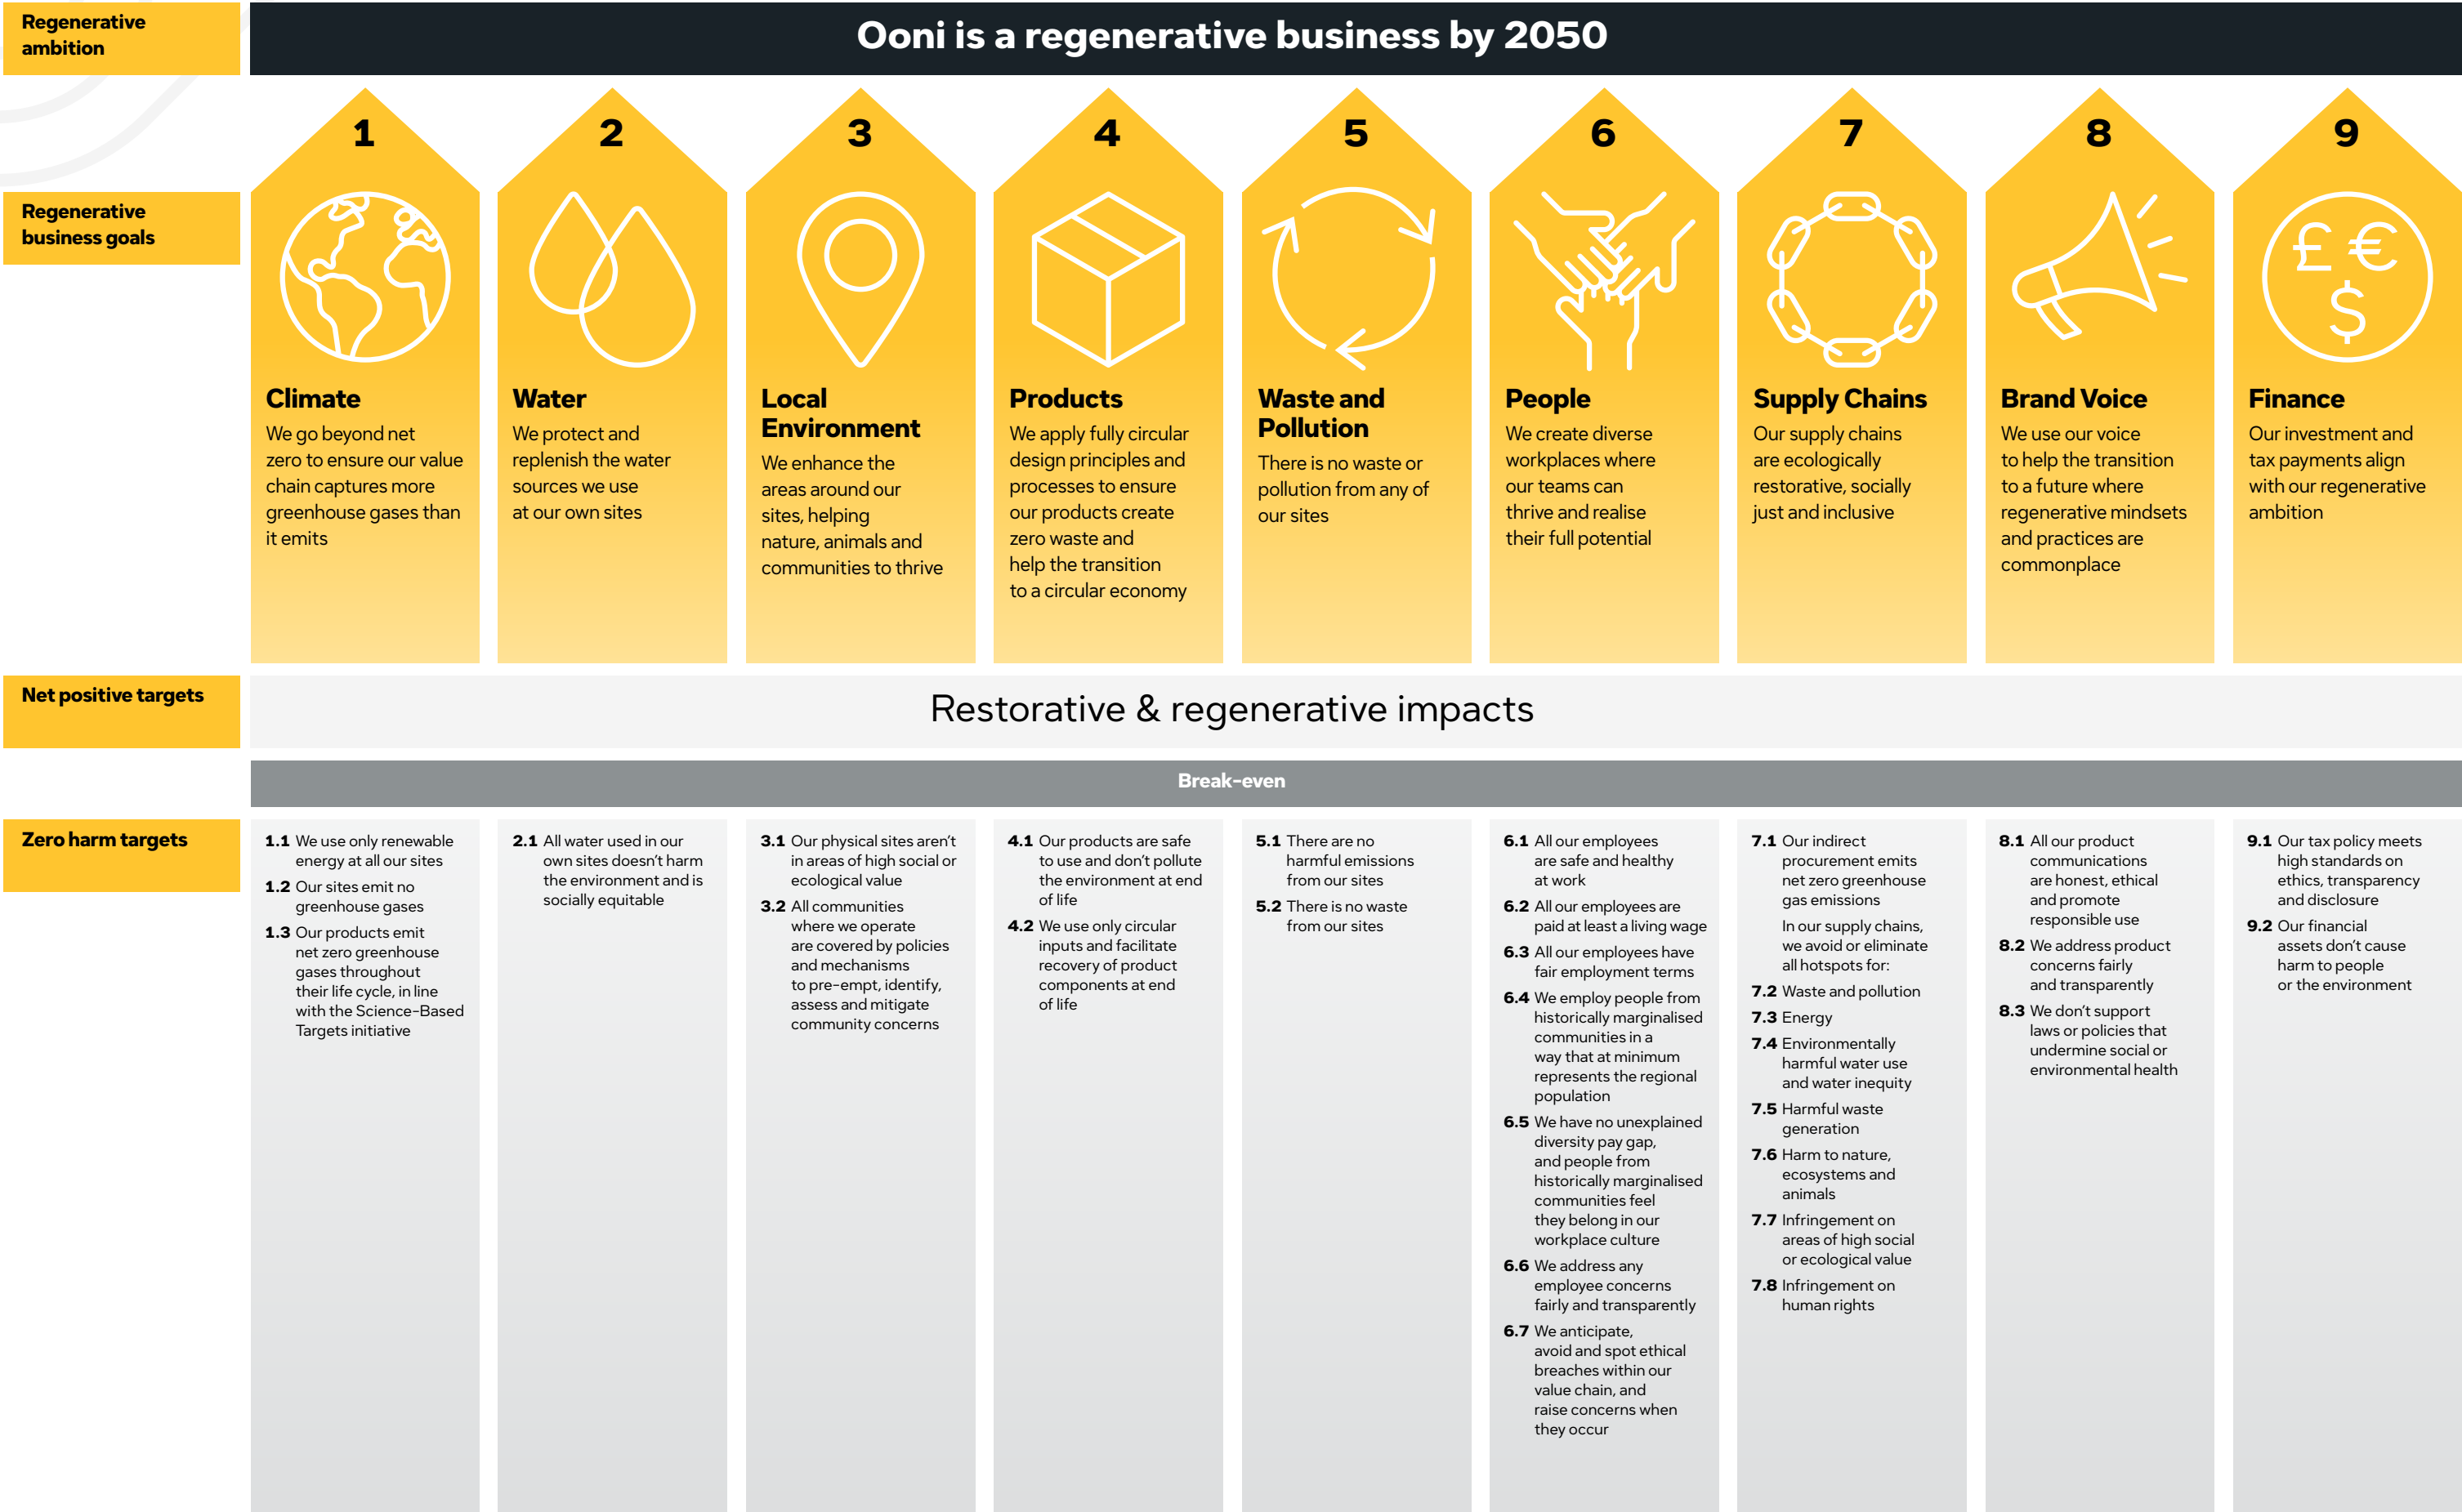 Regenerative
ambition
Ooni is a regenerative business by 2050
Regenerative
business goals
1
Climate
We go beyond net
zero to ensure our value
chain captures more
greenhouse gases than
it emits
2
Water
We protect and
replenish the water
sources we use
at our own sites
3
Local
Environment
We enhance the
areas around our
sites, helping
nature, animals and
communities to thrive
4
Products
We apply fully circular
design principles and
processes to ensure
our products create
zero waste and
help the transition
to a circular economy
5
Waste and
Pollution
There is no waste or
pollution from any of
our sites
6
People
We create diverse
workplaces where
our teams can
thrive and realise
their full potential
7
Supply Chains
Our supply chains
are ecologically
restorative, socially
just and inclusive
8
Brand Voice
We use our voice
to help the transition
to a future where
regenerative mindsets
and practices are
commonplace
9
£ €
$
Finance
Our investment and
tax payments align
with our regenerative
ambition
Net positive targets
Restorative & regenerative impacts
Break-even
Zero harm targets
1.1 We use only renewable
energy at all our sites
1.2 Our sites emit no
greenhouse gases
1.3 Our products emit
net zero greenhouse
gases throughout
their life cycle, in line
with the Science-Based
Targets initiative
2.1 All water used in our
own sites doesn't harm
the environment and is
socially equitable
3.1 Our physical sites aren't
in areas of high social or
ecological value
3.2 All communities
where we operate
are covered by policies
and mechanisms
to pre-empt, identify,
assess and mitigate
community concerns
4.1 Our products are safe
to use and don't pollute
the environment at end
of life
4.2 We use only circular
inputs and facilitate
recovery of product
components at end
of life
5.1 There are no
harmful emissions
from our sites
5.2 There is no waste
from our sites
6.1 All our employees
are safe and healthy
at work
6.2 All our employees are
paid at least a living wage
6.3 All our employees have
fair employment terms
6.4 We employ people from
historically marginalised
communities in a
way that at minimum
represents the regional
population
6.5 We have no unexplained
diversity pay gap,
and people from
historically marginalised
communities feel
they belong in our
workplace culture
6.6 We address any
employee concerns
fairly and transparently
6.7 We anticipate,
avoid and spot ethical
breaches within our
value chain, and
raise concerns when
they occur
7.1 Our indirect
procurement emits
net zero greenhouse
gas emissions
In our supply chains,
we avoid or eliminate
all hotspots for:
7.2 Waste and pollution
7.3 Energy
7.4 Environmentally
harmful water use
and water inequity
7.5 Harmful waste
generation
7.6 Harm to nature,
ecosystems and
animals
7.7 Infringement on
areas of high social
or ecological value
7.8 Infringement on
human rights
8.1 All our product
communications
are honest, ethical
and promote
responsible use
8.2 We address product
concerns fairly
and transparently
8.3 We don't support
laws or policies that
undermine social or
environmental health
9.1 Our tax policy meets
high standards on
ethics, transparency
and disclosure
9.2 Our financial
assets don't cause
harm to people
or the environment